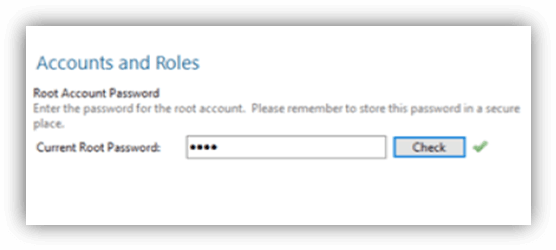 Accounts and Roles
Root Account Password
Enter the password for the root account. Please remember to store this password in a secure
place.
Current Root Password: •••• Check